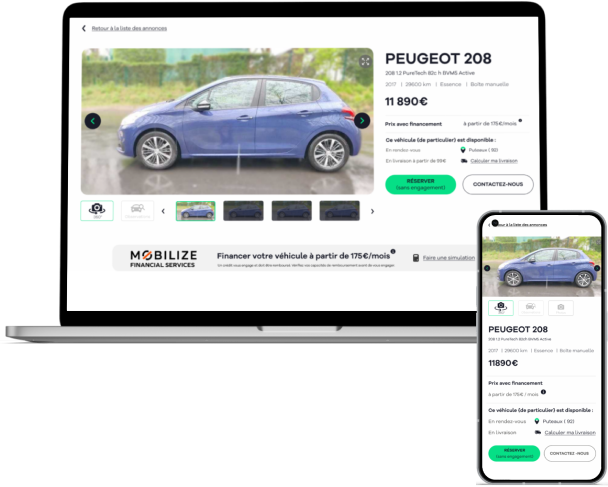 Retour à la liste des annonces
PEUGEOT 208
208 1.2 PureTech 82c h BVM5 Active
2017 | 29600 km | Essence | Boîte manuelle
11 890€
Prix avec financement à partir de 175€/mois
Ce véhicule (de particulier) est disponible :
En rendez-vous Puteaux ( 92)
En livraison à partir de 99€ Calculer ma livraison
RÉSERVER
(sans engagement)
CONTACTEZ-NOUS
MOBILIZE
FINANCIAL SERVICES
Financer votre véhicule à partir de 175€/mois
Un crédit vous engage et doit être remboursé. Vérifiez vos capacités de remboursement avant de vous engager.
Faire une simulation
Retour à la liste des annonces
PEUGEOT 208
208 1.2 PureTech 82ch BVM5 Active
2017 | 29600 km | Essence | Boîte manuelle
11890€
Prix avec financement
à partir de 175€ / mois
Ce véhicule (de particulier) est disponible :
En rendez-vous Puteaux ( 92)
En livraison Calculer ma livraison
RÉSERVER
(sans engagement)
CONTACTEZ -NOUS